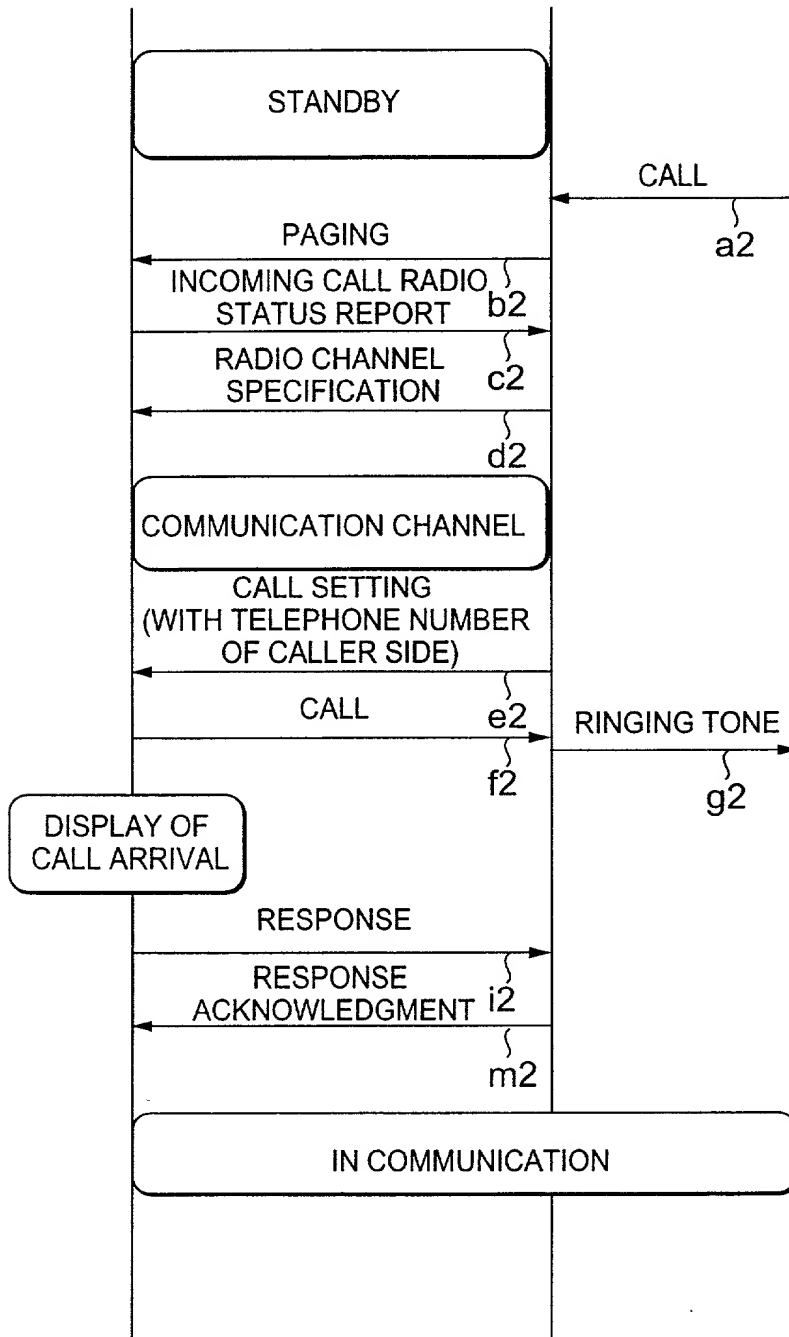 STANDBY
CALL
a2
PAGING
b2
INCOMING CALL RADIO
STATUS REPORT
c2
RADIO CHANNEL
SPECIFICATION
d2
COMMUNICATION CHANNEL
CALL SETTING
(WITH TELEPHONE NUMBER
OF CALLER SIDE)
e2
CALL
f2
RINGING TONE
g2
DISPLAY OF
CALL ARRIVAL
RESPONSE
i2
RESPONSE
ACKNOWLEDGMENT
m2
IN COMMUNICATION